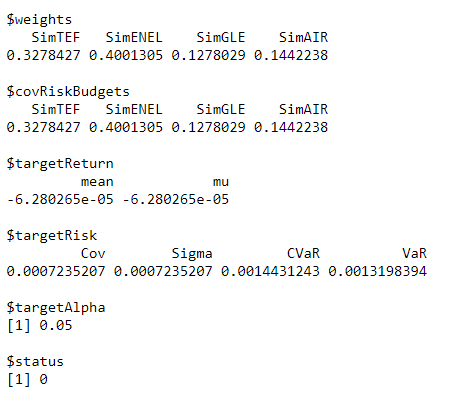 $weights
SimTEF SimENEL SimGLE SimAIR
0.3278427 0.4001305 0.1278029 0.1442238
$covRiskBudgets
SimTEF SimENEL SimGLE SimAIR
0.3278427 0.4001305 0.1278029 0.1442238
$targetReturn
mean mu
-6.280265e-05 -6.280265e-05
$targetRisk
Cov Sigma CVaR VaR
0.0007235207 0.0007235207 0.0014431243 0.0013198394
$targetAlpha
[1] 0.05
$status
[1] 0